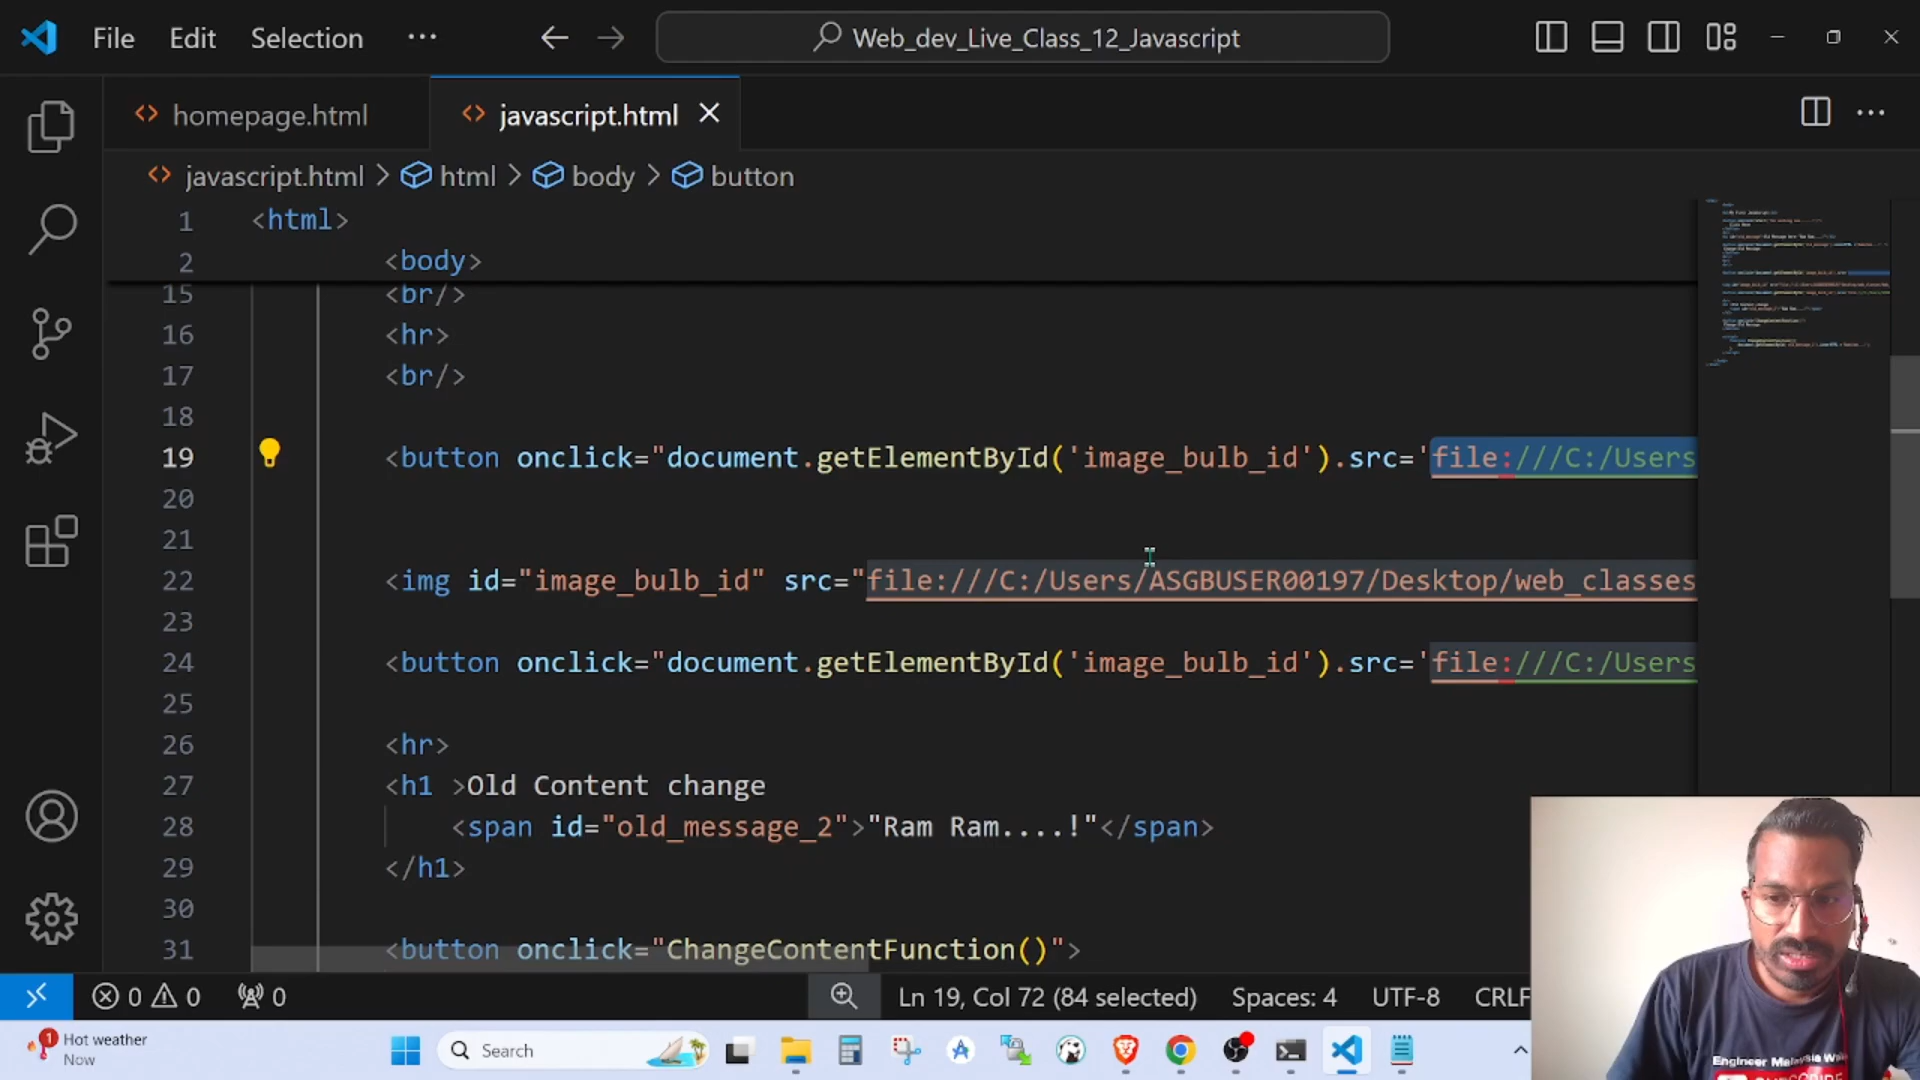 File Edit Selection ... Web_dev_Live_Class_12_Javascript
homepage.html javascript.html
javascript.html > html > body > button
1 <html>
2 <body>
15 <br/>
16 <hr>
17 <br/>
18
19 <button onclick="document.getElementById('image_bulb_id').src='file:///C:/Users
20
21
22 <img id="image_bulb_id" src="file:///C:/Users/ASGBUSER00197/Desktop/web_classes
23
24 <button onclick="document.getElementById('image_bulb_id').src='file:///C:/Users
25
26 <hr>
27 <h1 >Old Content change
28 <span id="old_message_2">"Ram Ram....!"</span>
29 </h1>
30
31 <button onclick="ChangeContentFunction()">
0 0 0 Ln 19, Col 72 (84 selected) Spaces: 4 UTF-8 CRLF
Engineer Malaysia
1 Hot weather
Now
Search